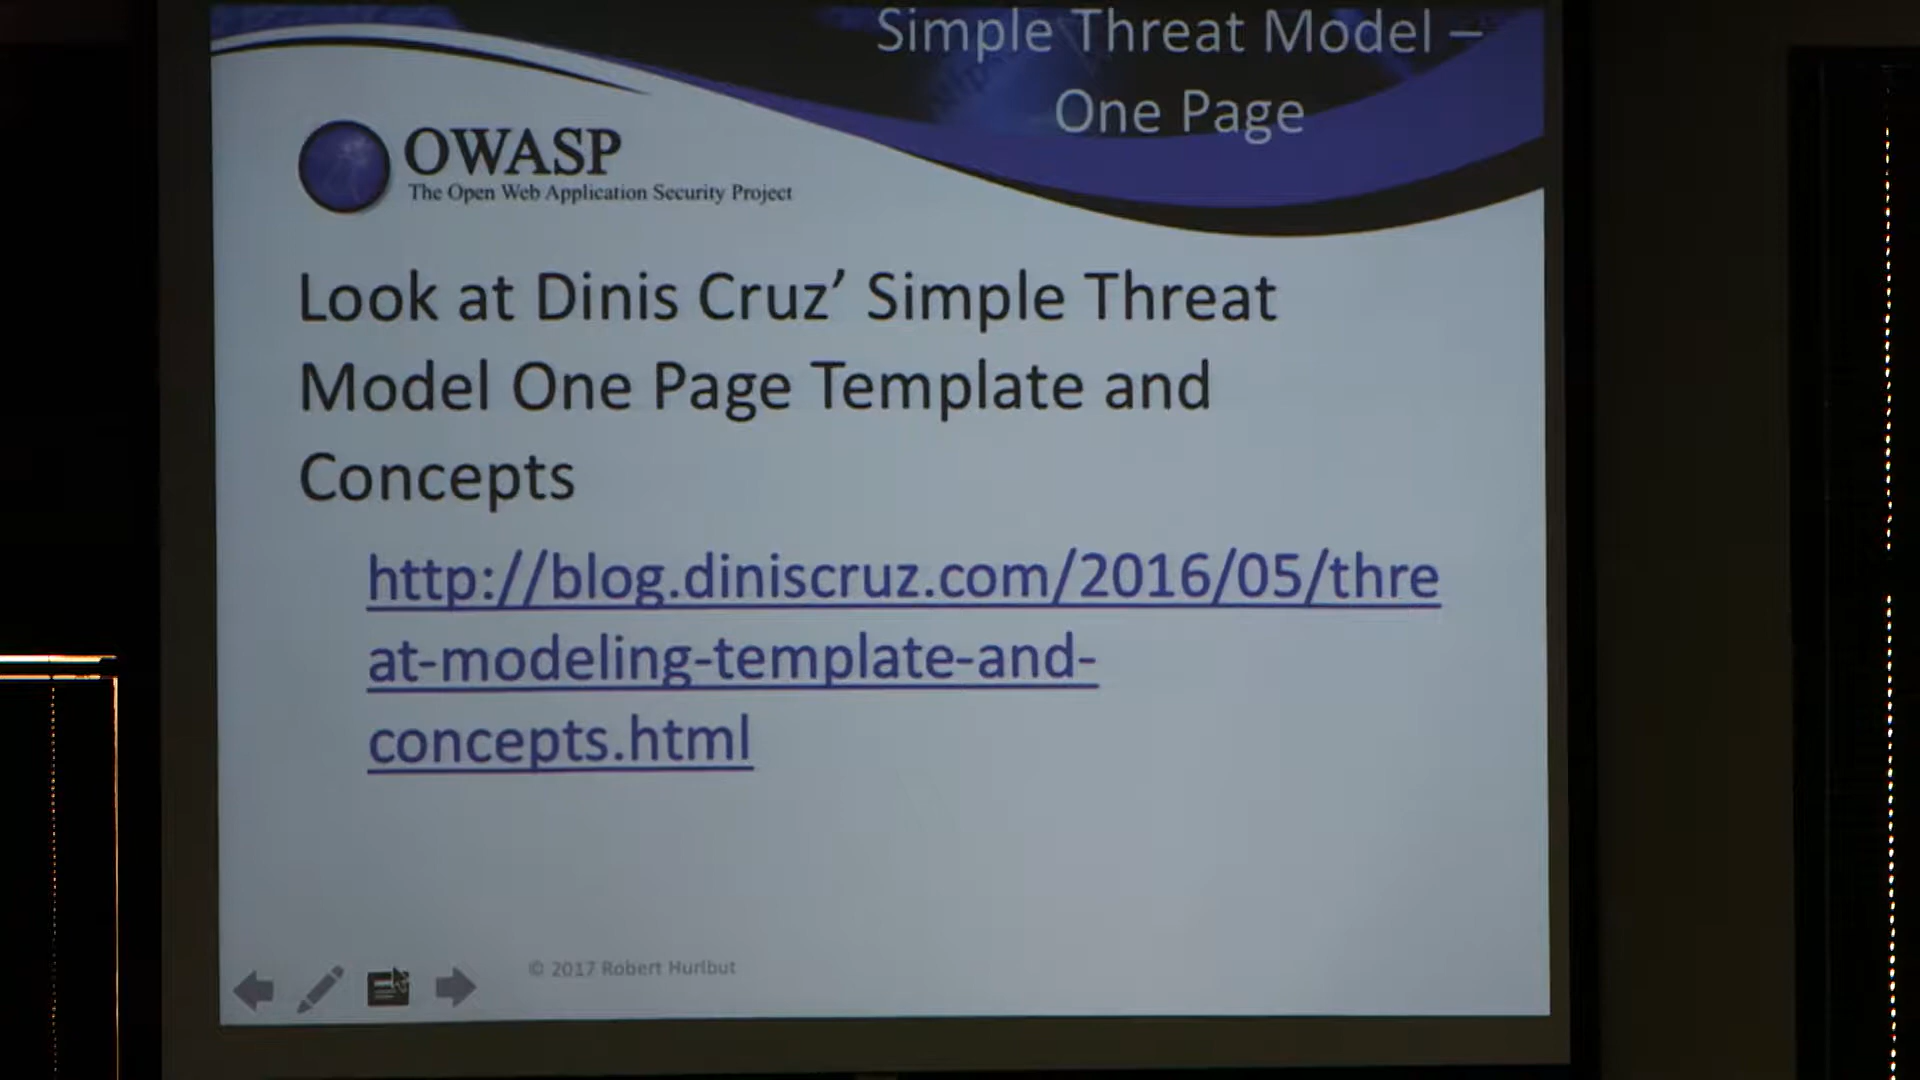 Simple Threat Model –
One Page
OWASP
The Open Web Application Security Project
Look at Dinis Cruz’ Simple Threat
Model One Page Template and
Concepts
http://blog.diniscruz.com/2016/05/thre
at-modeling-template-and-
concepts.html
© 2017 Robert Hurlbut